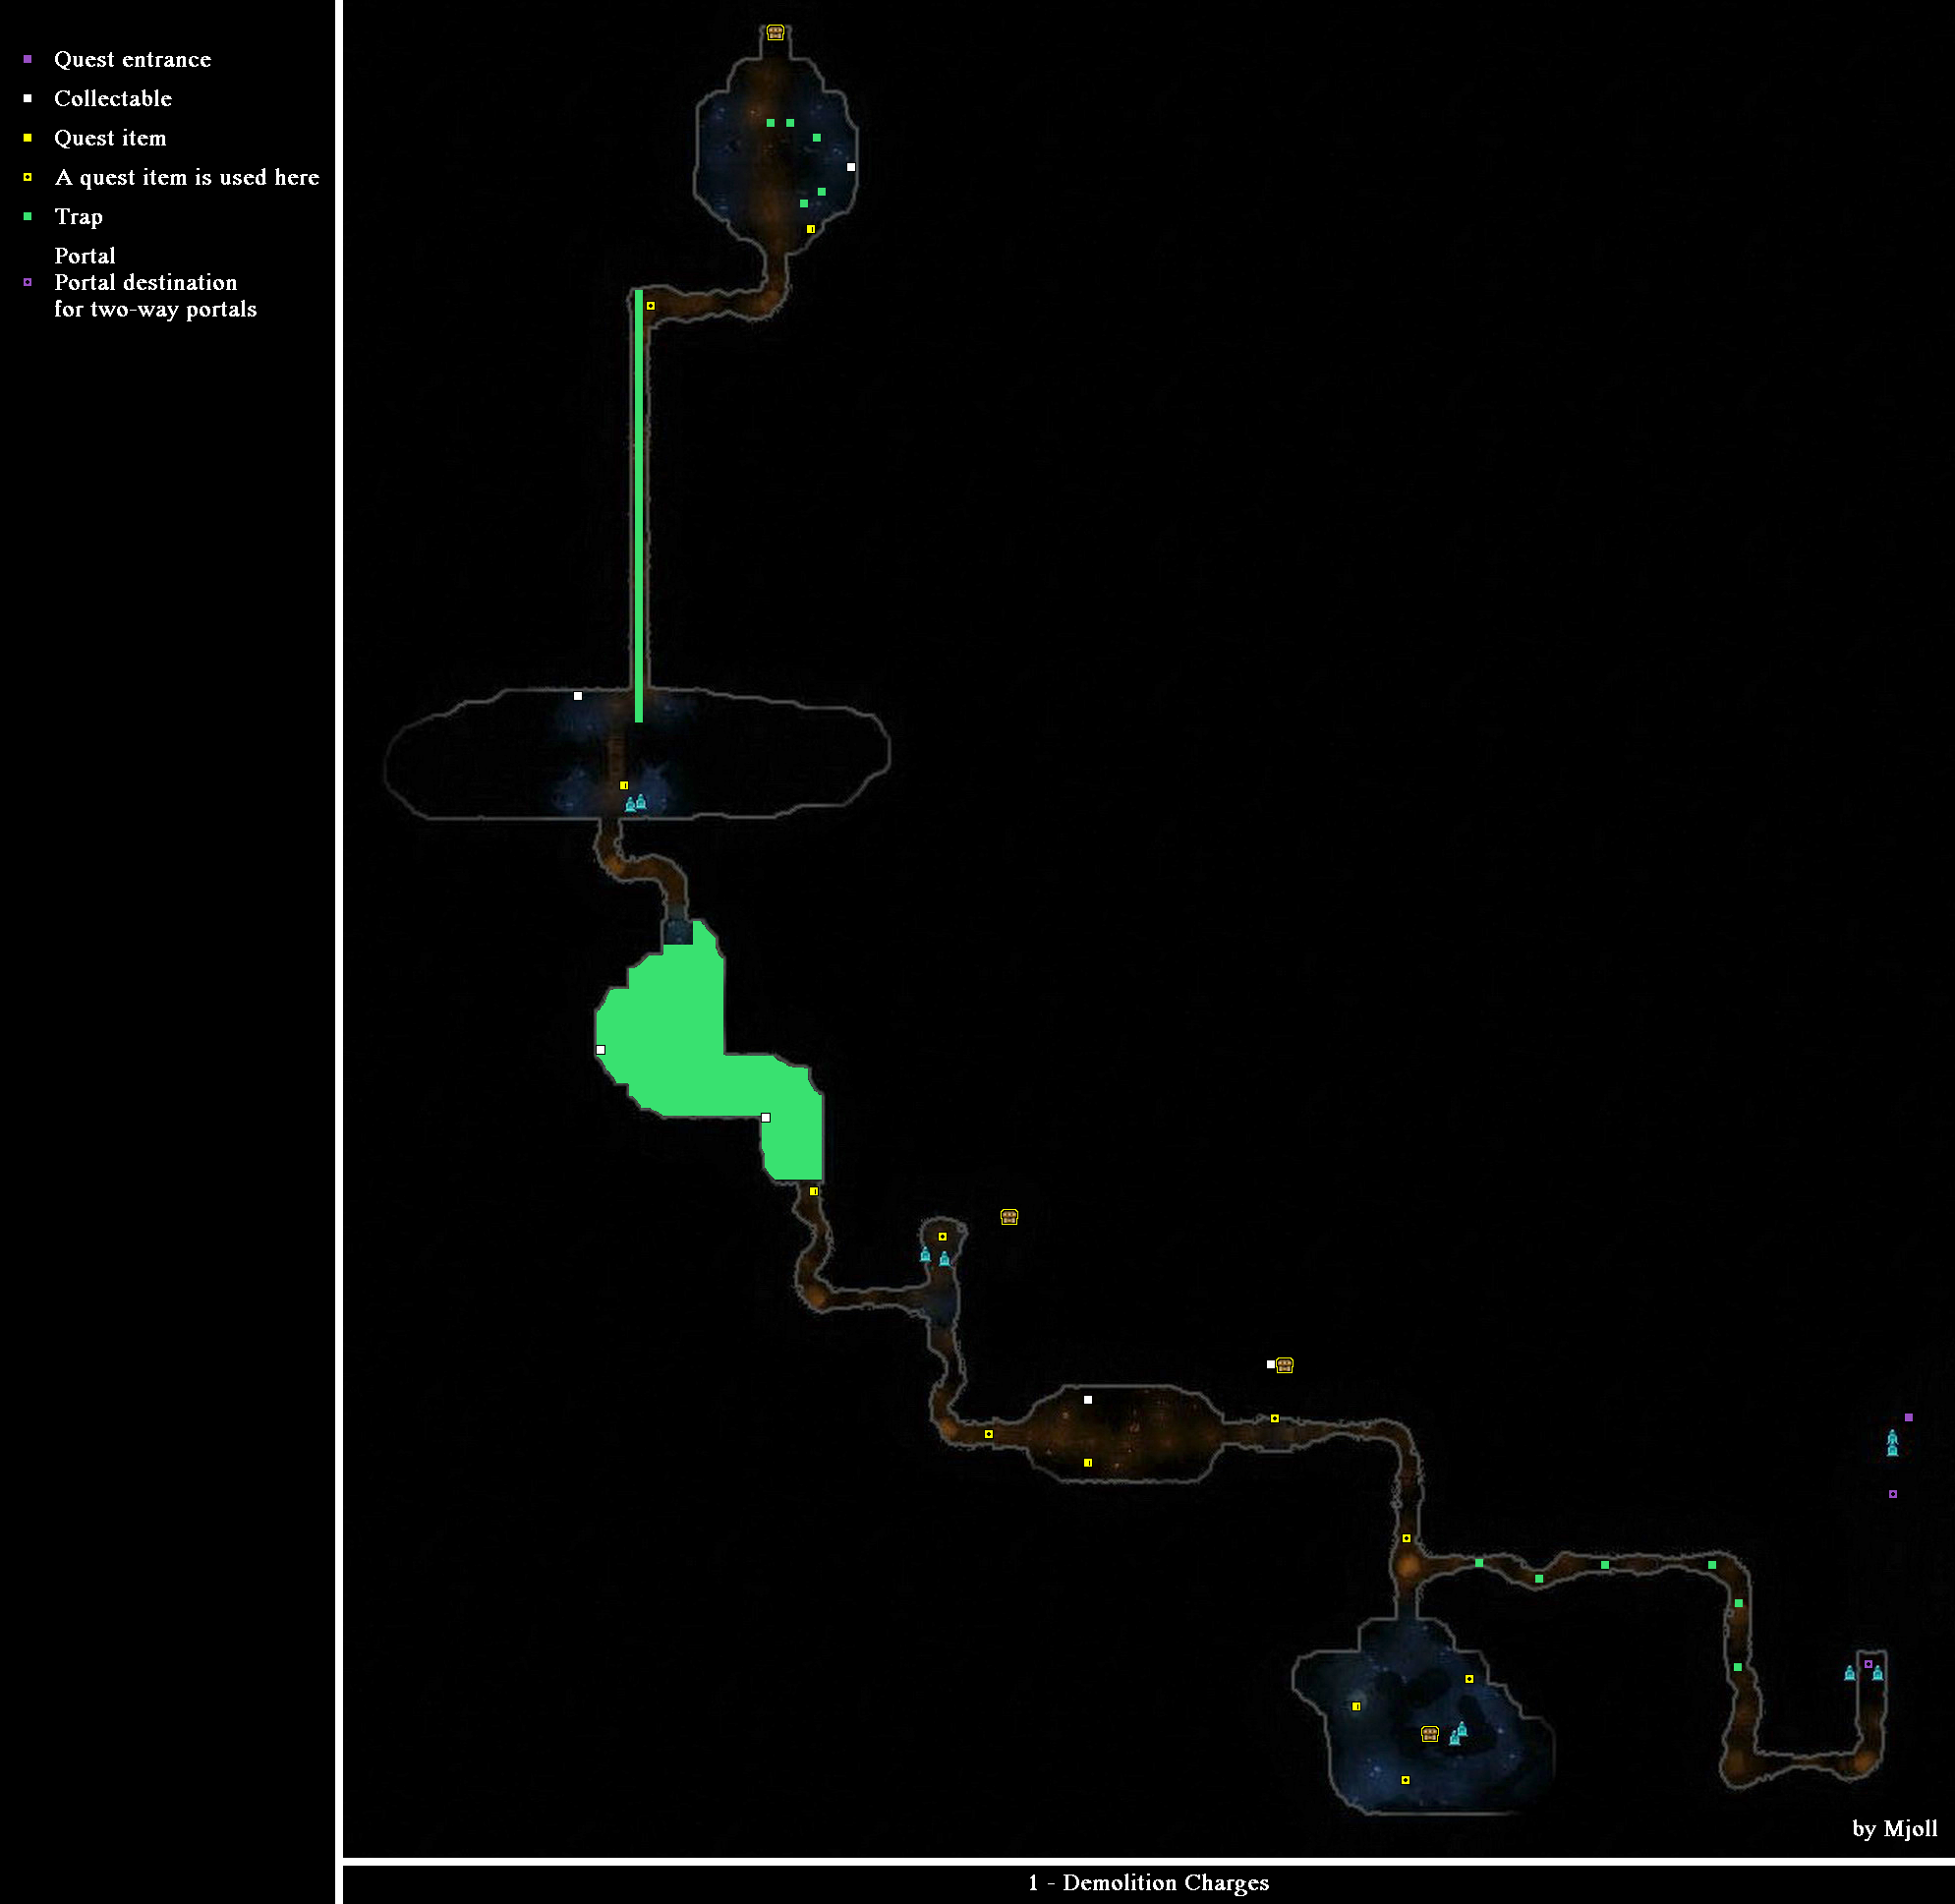 Quest entrance
Collectable
Quest item
A quest item is used here
Trap
Portal
Portal destination
for two-way portals
by Mjoll
1 - Demolition Charges